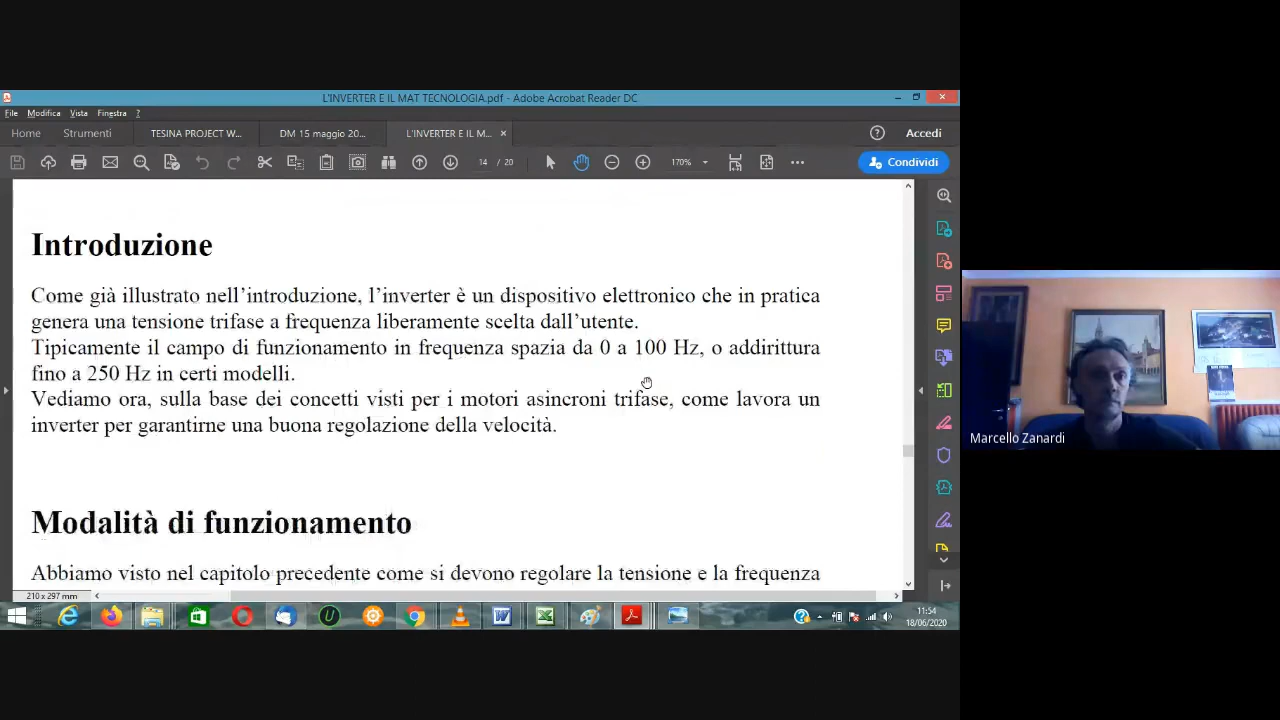 L'INVERTER E IL MAT TECNOLOGIA.pdf - Adobe Acrobat Reader DC
File Modifica Vista Finestra ?
Home Strumenti TESINA PROJECT W... DM 15 maggio 20... L'INVERTER E IL M... × Accedi
14 / 20 170% Condividi
Introduzione
Come già illustrato nell'introduzione, l'inverter è un dispositivo elettronico che in pratica
genera una tensione trifase a frequenza liberamente scelta dall'utente.
Tipicamente il campo di funzionamento in frequenza spazia da 0 a 100 Hz, o addirittura
fino a 250 Hz in certi modelli.
Vediamo ora, sulla base dei concetti visti per i motori asìncroni trifase, come lavora un
inverter per garantirne una buona regolazione della velocità.
Modalità di funzionamento
Abbiamo visto nel capitolo precedente come si devono regolare la tensione e la frequenza
210 x 297 mm
11:54
18/06/2020
Marcello Zanardi